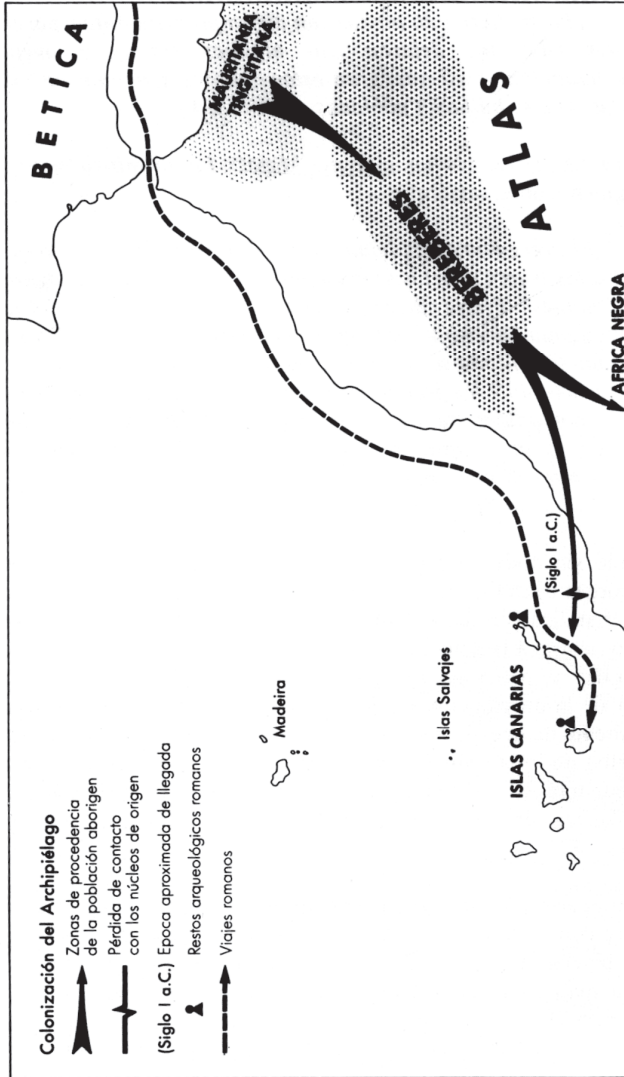 Colonización del Archipiélago
Zonas de procedencia
de la población aborigen
Pérdida de contacto
con los núcleos de origen
(Siglo I a.C.) Epoca aproximada de llegada
Restos arqueológicos romanos
Viajes romanos
BETICA
MAURITANIA
TINGUITANA
BEREBERES
ATLAS
AFRICA NEGRA
(Siglo I a.C.)
Madeira
Islas Salvajes
ISLAS CANARIAS